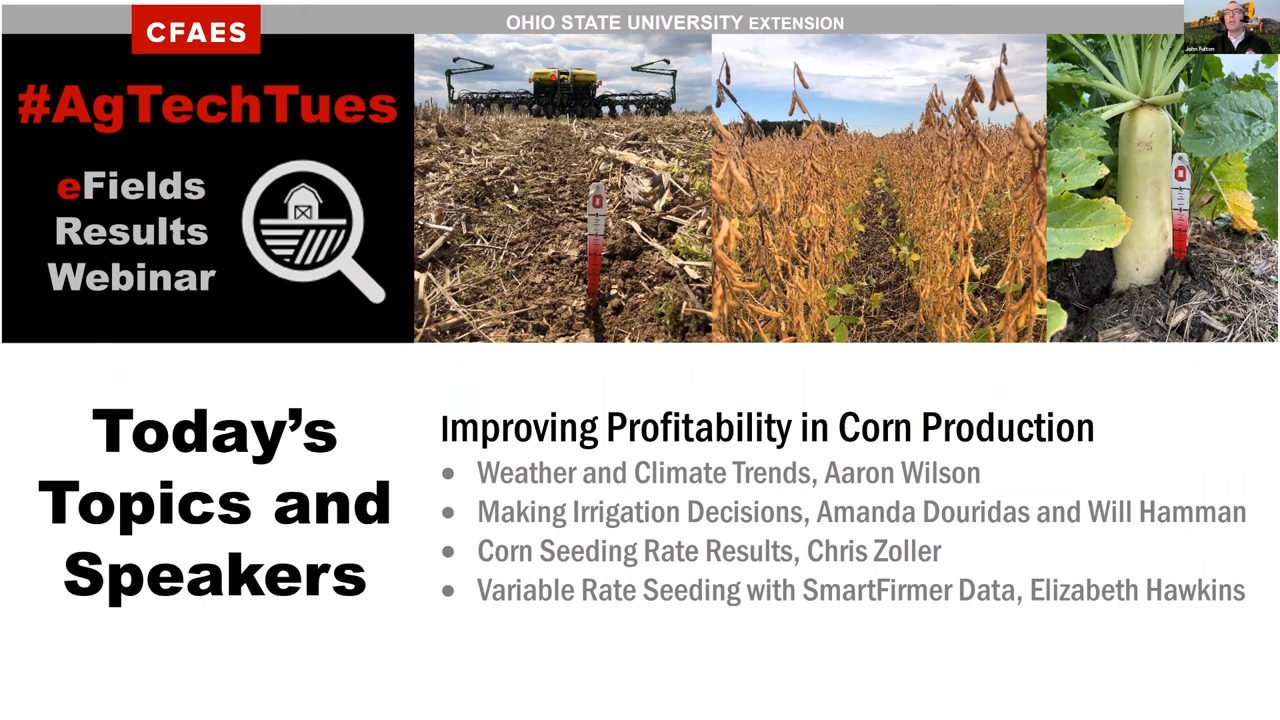 OHIO STATE UNIVERSITY EXTENSION
CFAES
John Fulton
#AgTechTues
eFields
Results
Webinar
Today's
Topics and
Speakers
Improving Profitability in Corn Production
• Weather and Climate Trends, Aaron Wilson
• Making Irrigation Decisions, Amanda Douridas and Will Hamman
• Corn Seeding Rate Results, Chris Zoller
• Variable Rate Seeding with SmartFirmer Data, Elizabeth Hawkins